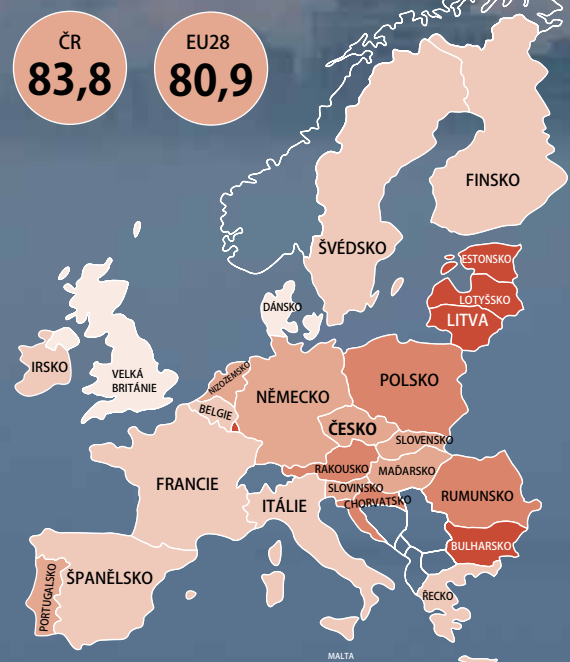 ČR
83,8
EU28
80,9
FINSKO
ŠVÉDSKO
ESTONSKO
LOTYŠSKO
LITVA
DÁNSKO
IRSKO
VELKÁ
BRITÁNIE
NIZOZEMSKO
BELGIE
NĚMECKO
POLSKO
ČESKO
SLOVENSKO
RAKOUSKO
MAĎARSKO
FRANCIE
SLOVINSKO
CHORVATSKO
RUMUNSKO
ITÁLIE
BULHARSKO
PORTUGALSKO
ŠPANĚLSKO
ŘECKO
MALTA